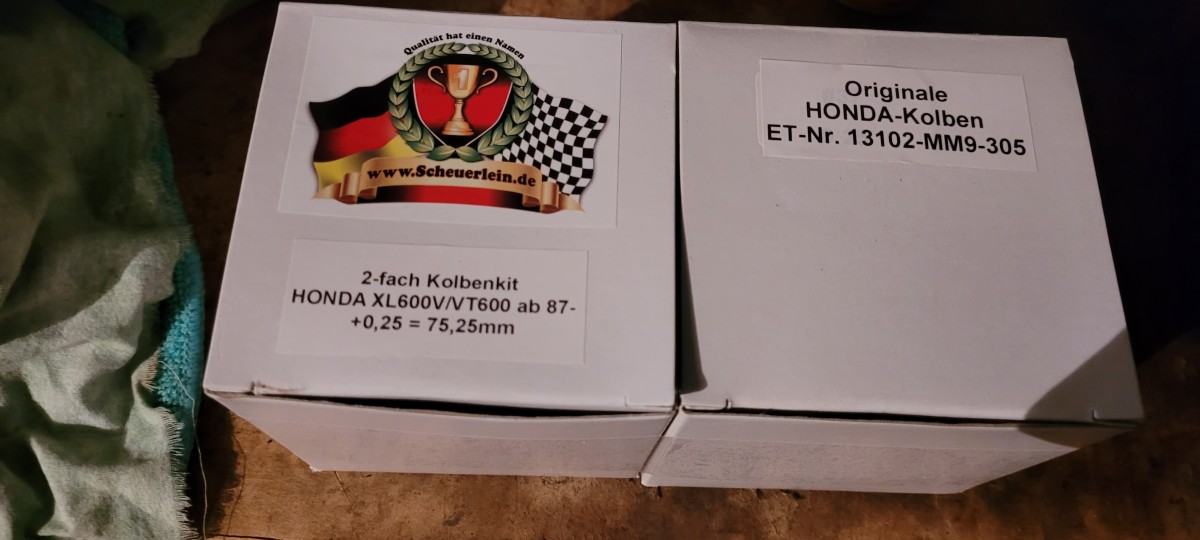 Qualität hat einen Namen
1
www.Scheuerlein.de
2-fach Kolbenkit
HONDA XL600V/VT600 ab 87-
+0,25 = 75,25mm
Originale
HONDA-Kolben
ET-Nr. 13102-MM9-305